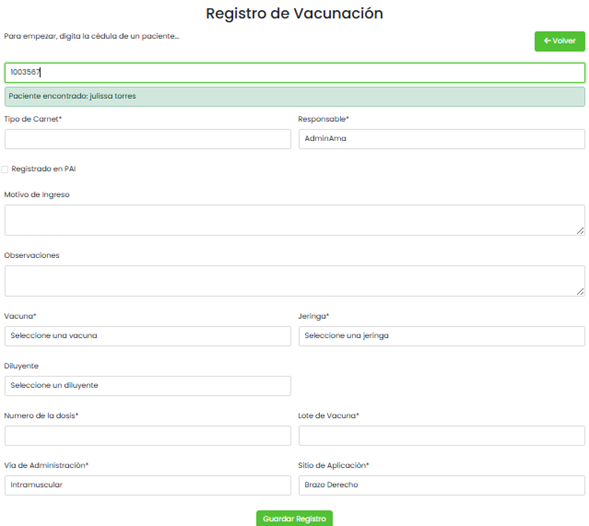 Registro de Vacunación
Para empezar, digita la cédula de un paciente...
← Volver
1003567
Paciente encontrado: julissa torres
Tipo de Carnet*
Responsable*
AdminAma
Registrado en PAI
Motivo de Ingreso
Observaciones
Vacuna*
Jeringa*
Seleccione una vacuna
Seleccione una jeringa
Diluyente
Seleccione un diluyente
Numero de la dosis*
Lote de Vacuna*
Via de Administración*
Sitio de Aplicación*
Intramuscular
Brazo Derecho
Guardar Registro